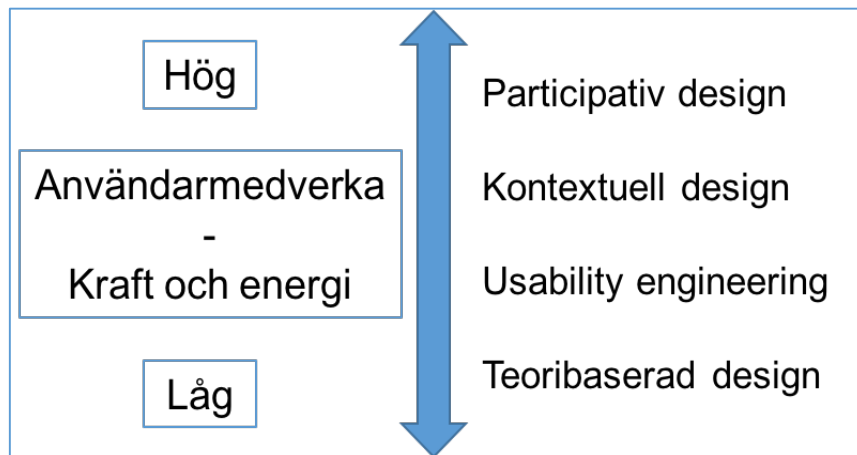 Hög
Användarmedverka
-
Kraft och energi
Låg
Participativ design
Kontextuell design
Usability engineering
Teoribaserad design